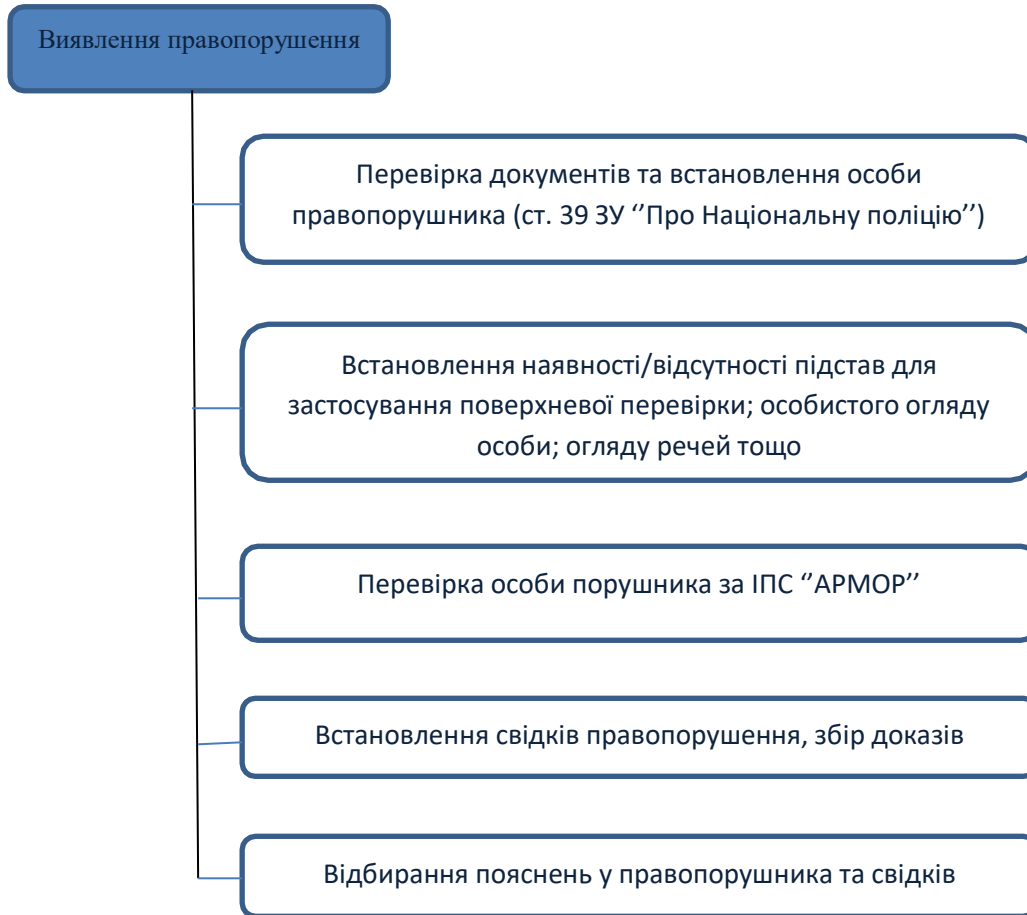 Виявлення правопорушення
Перевірка документів та встановлення особи
правопорушника (ст. 39 ЗУ ‘‘Про Національну поліцію’’)
Встановлення наявності/відсутності підстав для
застосування поверхневої перевірки; особистого огляду
особи; огляду речей тощо
Перевірка особи порушника за ІПС ‘‘АРМОР’’
Встановлення свідків правопорушення, збір доказів
Відбирання пояснень у правопорушника та свідків